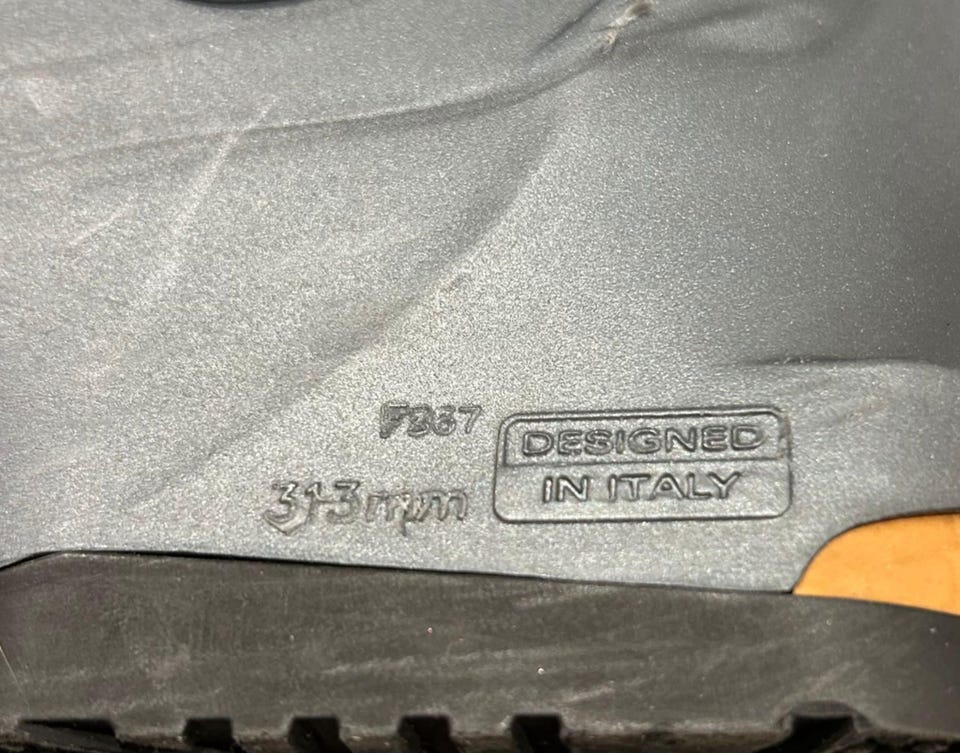 F367
313mm
DESIGNED
IN ITALY